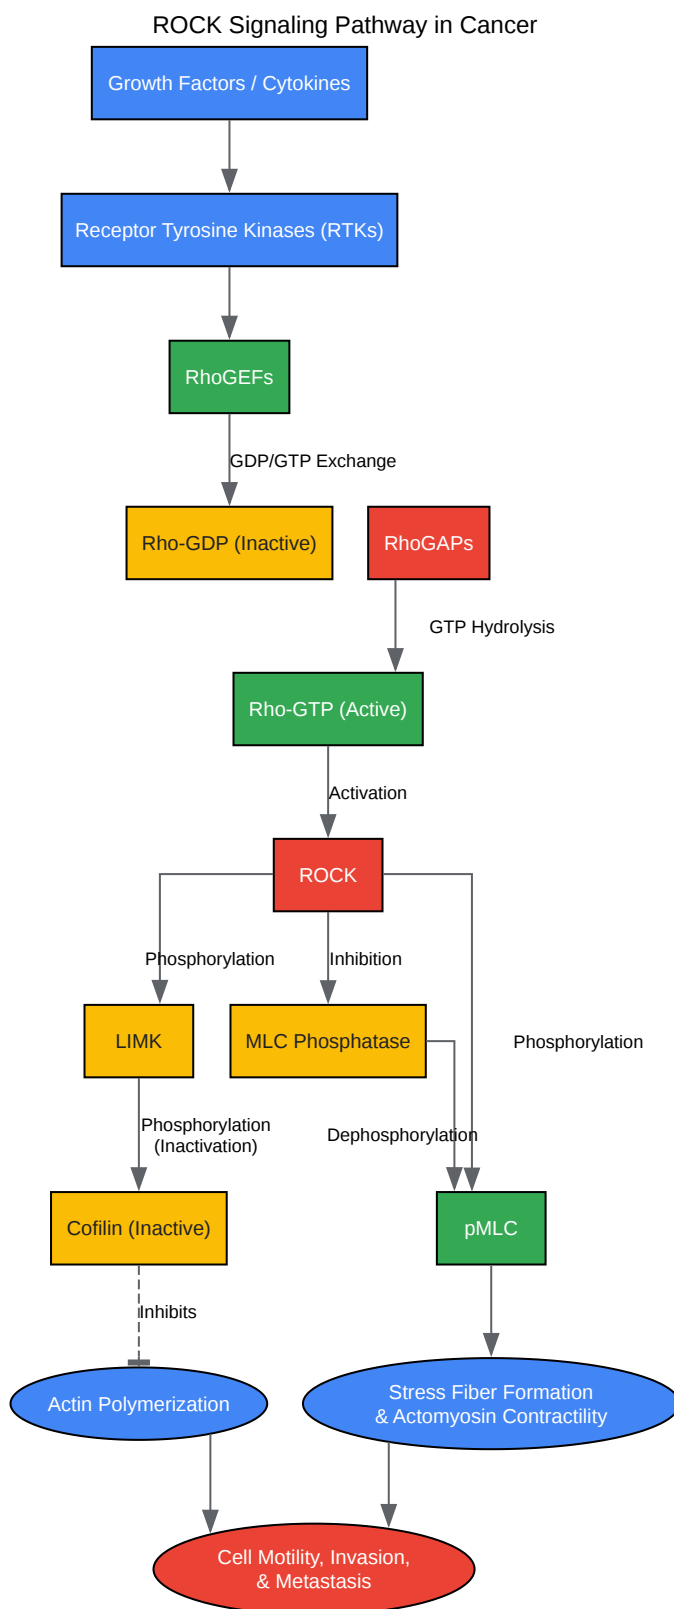 ROCK Signaling Pathway in Cancer
Growth Factors / Cytokines
Receptor Tyrosine Kinases (RTKs)
RhoGEFs
GDP/GTP Exchange
Rho-GDP (Inactive)
RhoGAPs
GTP Hydrolysis
Rho-GTP (Active)
Activation
ROCK
Phosphorylation
Inhibition
LIMK
MLC Phosphatase
Phosphorylation
Phosphorylation
(Inactivation)
Dephosphorylation
Cofilin (Inactive)
pMLC
Inhibits
Actin Polymerization
Stress Fiber Formation
& Actomyosin Contractility
Cell Motility, Invasion,
& Metastasis